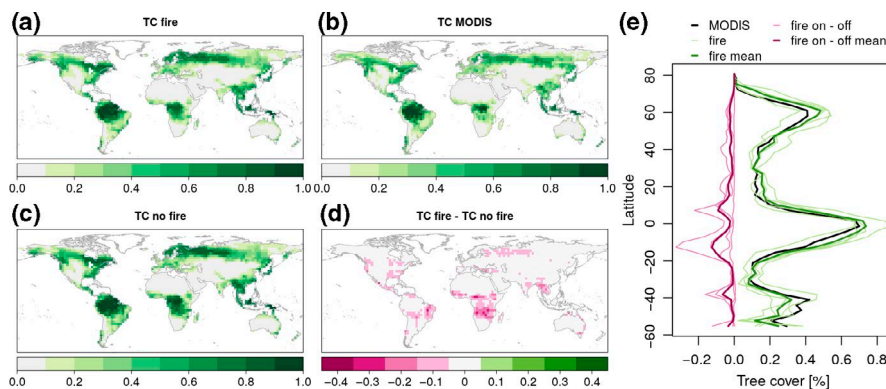 (a) TC fire
(b) TC MODIS
0.0 0.2 0.4 0.6 0.8 1.0
0.0 0.2 0.4 0.6 0.8 1.0
(c) TC no fire
(d) TC fire - TC no fire
0.0 0.2 0.4 0.6 0.8 1.0
-0.4 -0.3 -0.2 -0.1 0 0.1 0.2 0.3 0.4
(e)
MODIS
fire
fire mean
fire on - off
fire on - off mean
Latitude
80
60
40
20
0
-20
-40
-60
-0.2 0.0 0.2 0.4 0.6 0.8
Tree cover [%]